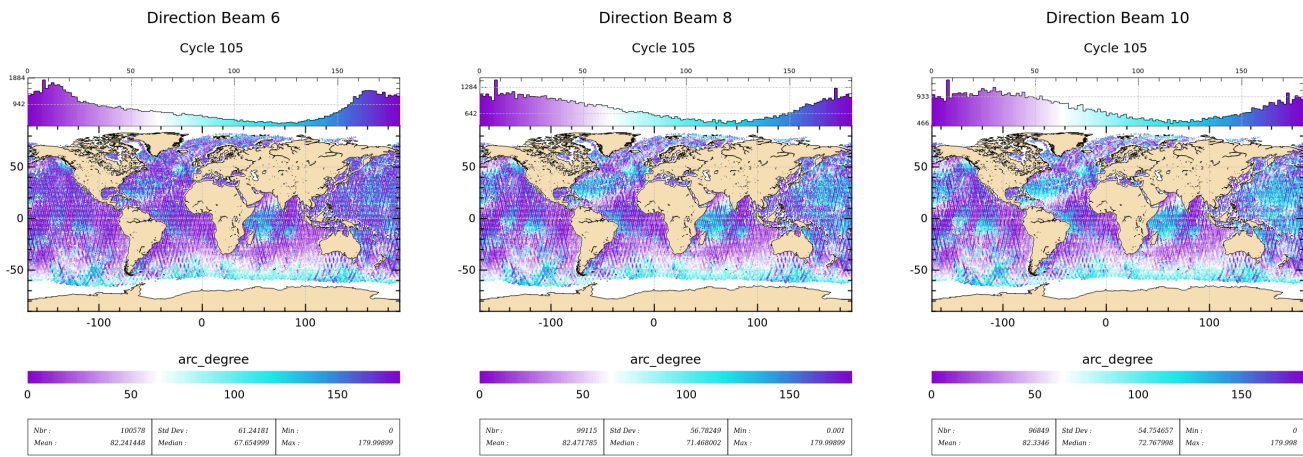 Direction Beam 6
Cycle 105
0 50 100 150
1884
942
50
0
-50
-100 0 100
arc_degree
0 50 100 150
Nbr : 100578 Std Dev : 61.24181 Min : 0
Mean : 82.241448 Median : 67.654999 Max : 179.99899
Direction Beam 8
Cycle 105
0 50 100 150
1284
642
50
0
-50
-100 0 100
arc_degree
0 50 100 150
Nbr : 99115 Std Dev : 56.78249 Min : 0.001
Mean : 82.471785 Median : 71.468002 Max : 179.99899
Direction Beam 10
Cycle 105
0 50 100 150
933
466
50
0
-50
-100 0 100
arc_degree
0 50 100 150
Nbr : 96849 Std Dev : 54.754657 Min : 0
Mean : 82.3346 Median : 72.767998 Max : 179.998